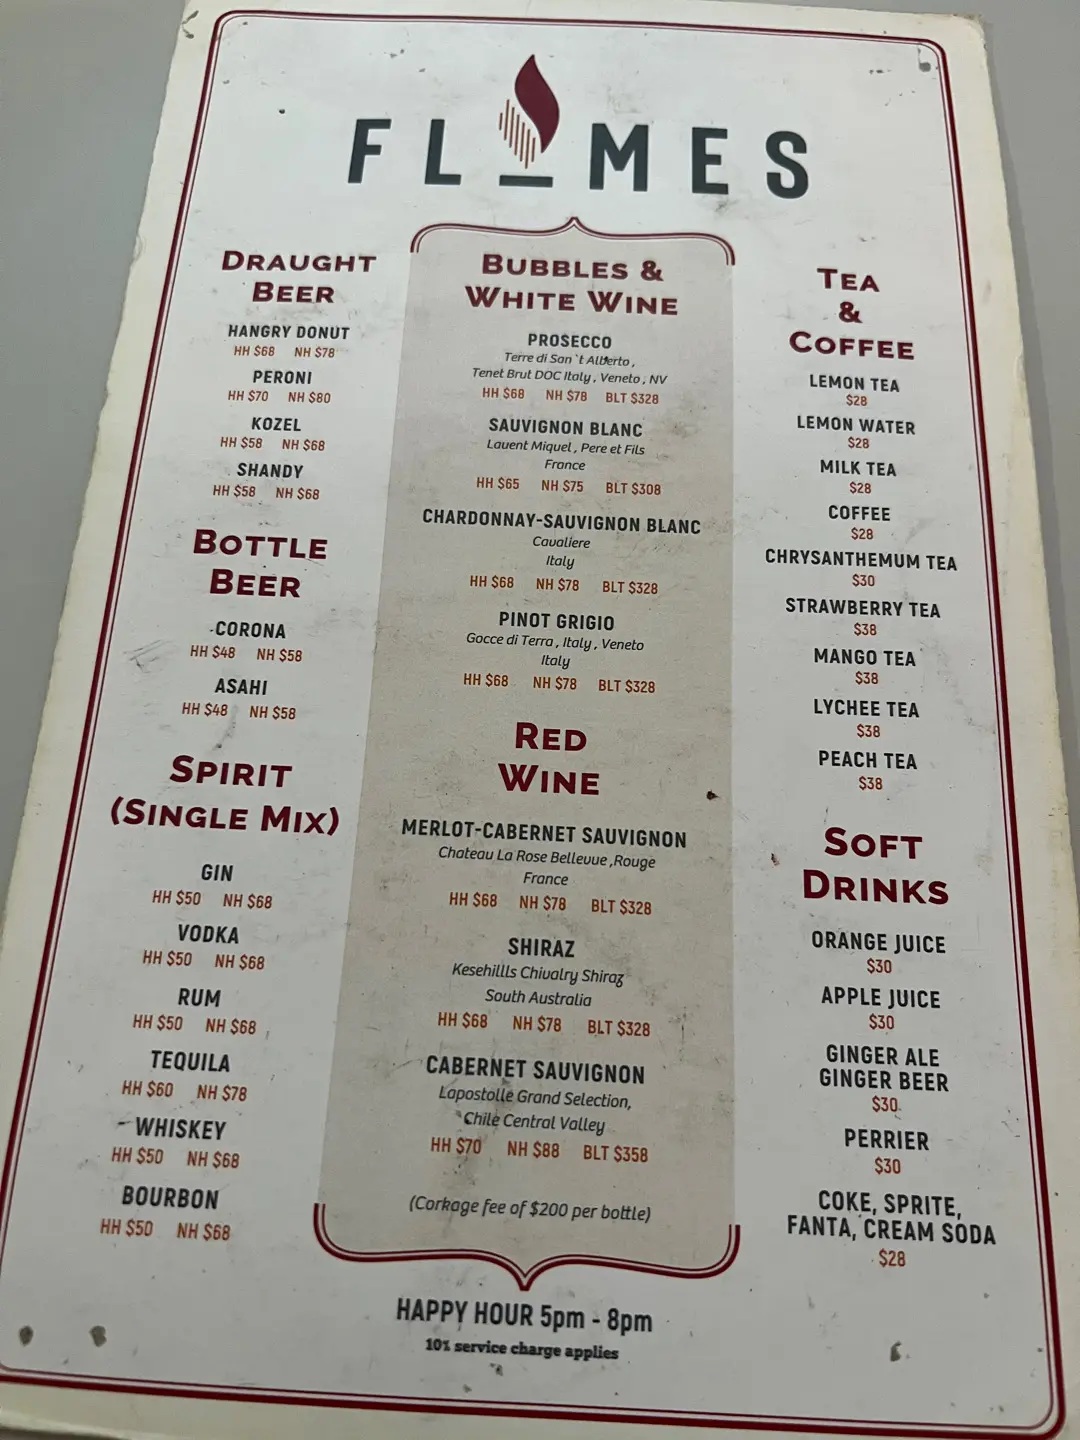 FLAMES
DRAUGHT
BEER
HANGRY DONUT
HH $68 NH $78
PERONI
HH $70 NH $80
KOZEL
HH $58 NH $68
SHANDY
HH $58 NH $68
BOTTLE
BEER
CORONA
HH $48 NH $58
ASAHI
HH $48 NH $58
SPIRIT
(SINGLE MIX)
GIN
HH $50 NH $68
VODKA
HH $50 NH $68
RUM
HH $50 NH $68
TEQUILA
HH $60 NH $78
WHISKEY
HH $50 NH $68
BOURBON
HH $50 NH $68
BUBBLES &
WHITE WINE
PROSECCO
Terre di San `t Alberto ,
Tenet Brut DOC Italy , Veneto , NV
HH $68 NH $78 BLT $328
SAUVIGNON BLANC
Lauent Miquel , Pere et Fils
France
HH $65 NH $75 BLT $308
CHARDONNAY-SAUVIGNON BLANC
Cavaliere
Italy
HH $68 NH $78 BLT $328
PINOT GRIGIO
Gocce di Terra , Italy , Veneto
Italy
HH $68 NH $78 BLT $328
RED
WINE
MERLOT-CABERNET SAUVIGNON
Chateau La Rose Bellevue ,Rouge
France
HH $68 NH $78 BLT $328
SHIRAZ
Kesehillls Chivalry Shiraz
South Australia
HH $68 NH $78 BLT $328
CABERNET SAUVIGNON
Lapostolle Grand Selection,
Chile Central Valley
HH $70 NH $88 BLT $358
(Corkage fee of $200 per bottle)
TEA
&
COFFEE
LEMON TEA
$28
LEMON WATER
$28
MILK TEA
$28
COFFEE
$28
CHRYSANTHEMUM TEA
$30
STRAWBERRY TEA
$38
MANGO TEA
$38
LYCHEE TEA
$38
PEACH TEA
$38
SOFT
DRINKS
ORANGE JUICE
$30
APPLE JUICE
$30
GINGER ALE
GINGER BEER
$30
PERRIER
$30
COKE, SPRITE,
FANTA, CREAM SODA
$28
HAPPY HOUR 5pm - 8pm
10% service charge applies